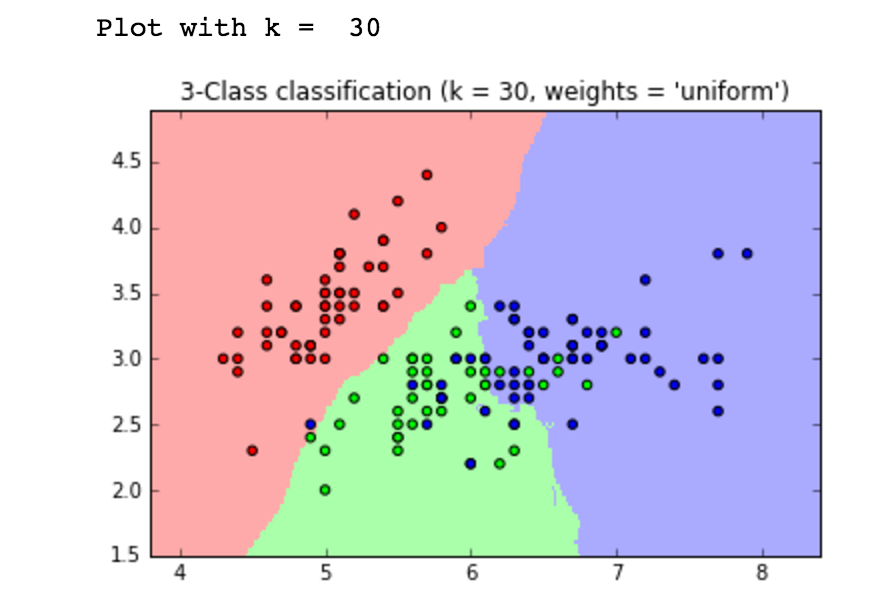 Plot with k =  30
3-Class classification (k = 30, weights = 'uniform')
4.5
4.0
3.5
3.0
2.5
2.0
1.5
4 5 6 7 8